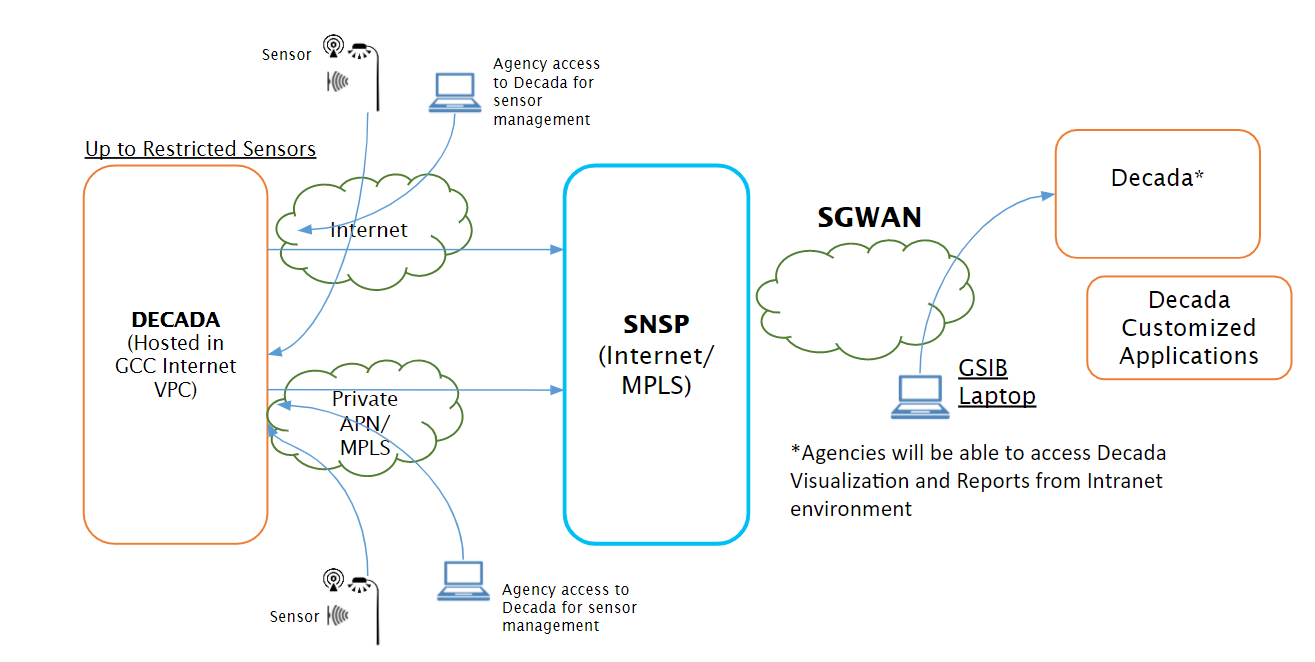 Sensor
Agency access
to Decada for
sensor
management
Up to Restricted Sensors
DECADA
(Hosted in
GCC Internet
VPC)
Internet
Private
APN/
MPLS
SNSP
(Internet/
MPLS)
SGWAN
Decada*
Decada
Customized
Applications
GSIB
Laptop
*Agencies will be able to access Decada
Visualization and Reports from Intranet
environment
Sensor
Agency access to
Decada for sensor
management